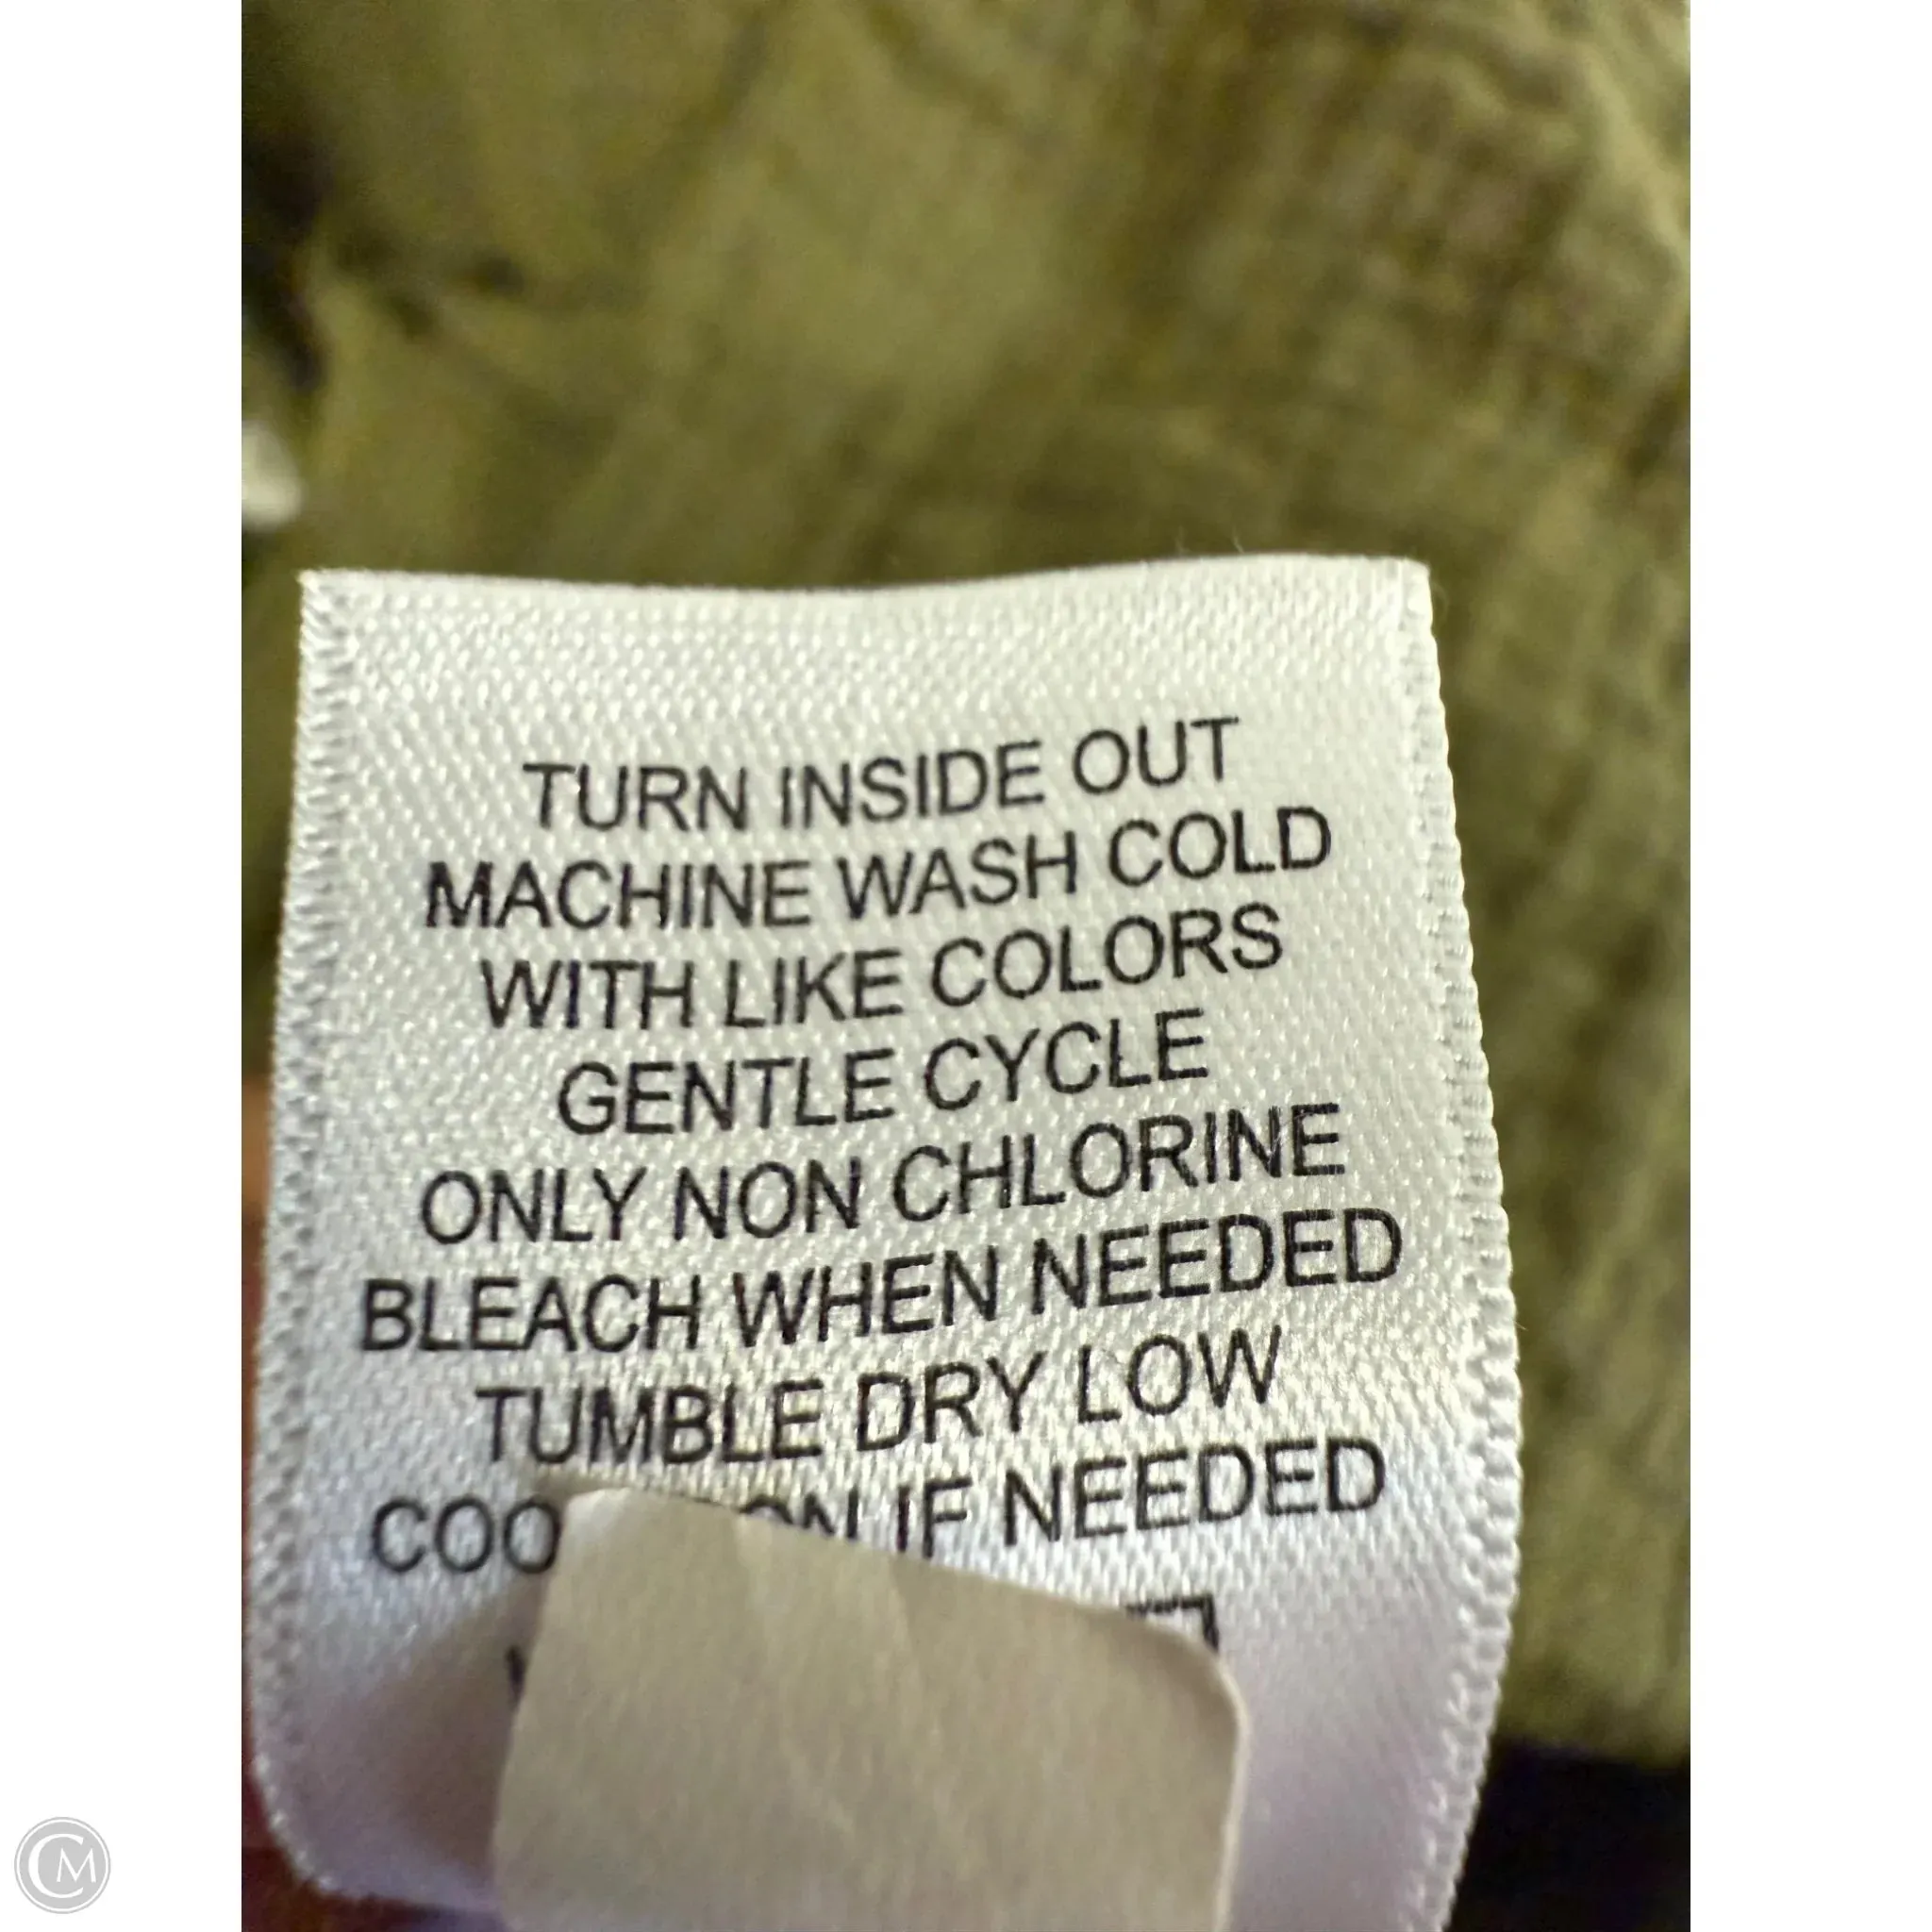 TURN INSIDE OUT
MACHINE WASH COLD
WITH LIKE COLORS
GENTLE CYCLE
ONLY NON CHLORINE
BLEACH WHEN NEEDED
TUMBLE DRY LOW
IF NEEDED
CM